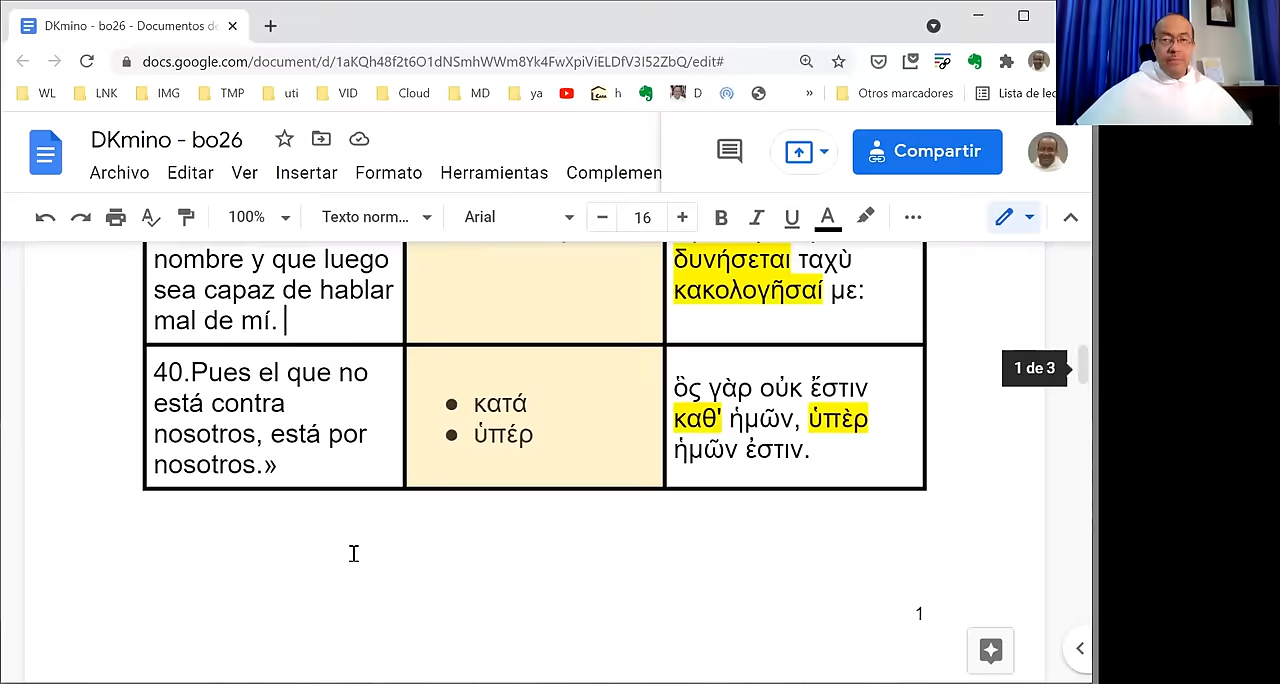 DKmino - bo26 - Documentos de
docs.google.com/document/d/1aKQh48f2t6O1dNSmhWWm8Yk4FwXpiViELDfV3I52ZbQ/edit#
WL LNK IMG TMP uti VID Cloud MD ya h D » Otros marcadores Lista de lec
DKmino - bo26
Archivo Editar Ver Insertar Formato Herramientas Complemen
Compartir
100% Texto norm... Arial 16 B I U A
nombre y que luego
sea capaz de hablar
mal de mí.
δυνήσεται ταχὺ
κακολογῆσαί με:
40.Pues el que no
está contra
nosotros, está por
nosotros.»
● κατά
● ὑπέρ
ὃς γὰρ οὐκ ἔστιν
καθ' ἡμῶν, ὑπὲρ
ἡμῶν ἐστιν.
1 de 3
1